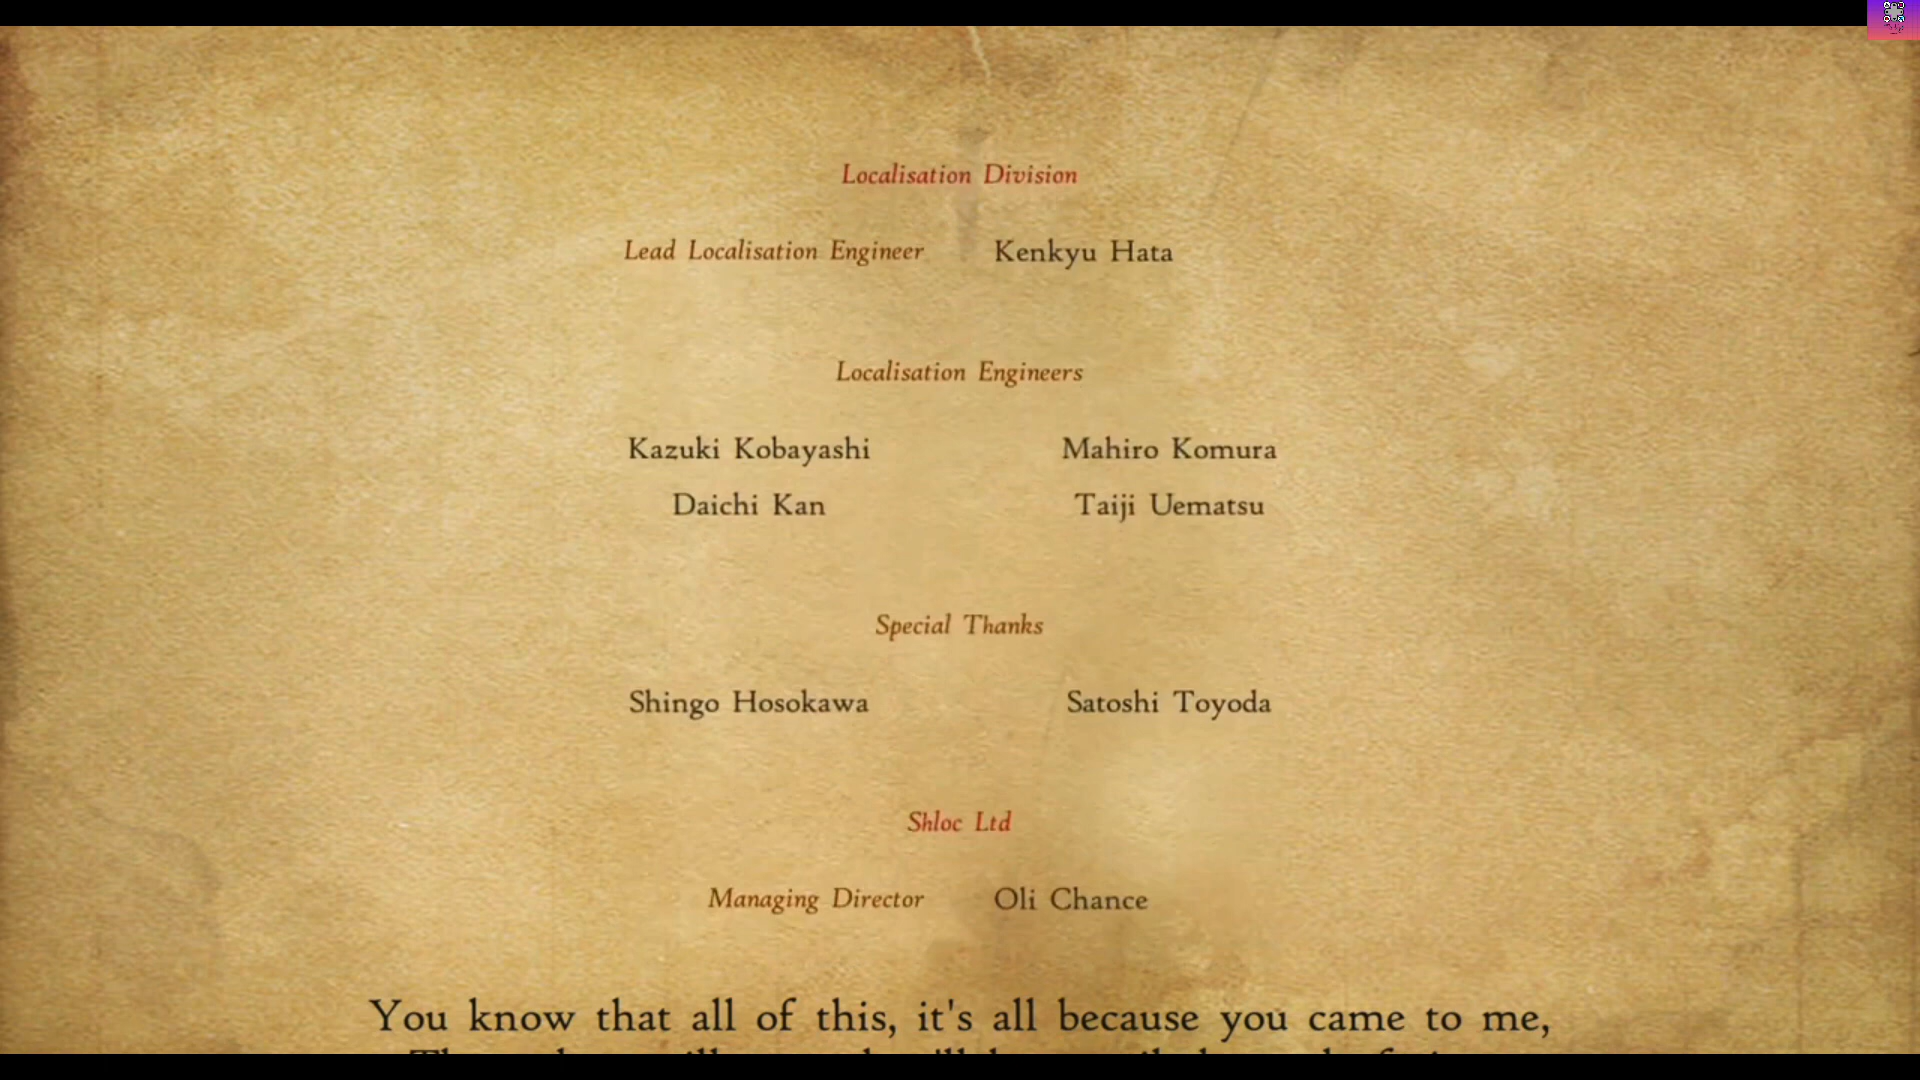 Localisation Division
Lead Localisation Engineer Kenkyu Hata
Localisation Engineers
Kazuki Kobayashi Mahiro Komura
Daichi Kan Taiji Uematsu
Special Thanks
Shingo Hosokawa Satoshi Toyoda
Shloc Ltd
Managing Director Oli Chance
You know that all of this, it's all because you came to me,